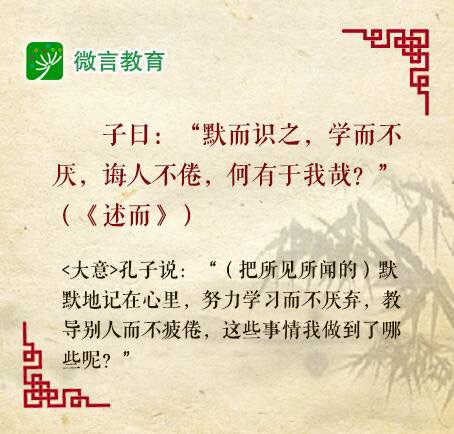 微言教育
子曰：“默而识之，学而不
厌，诲人不倦，何有于我哉？”
（《述而》）
<大意>孔子说：“（把所见所闻的）默
默地记在心里，努力学习而不厌弃，教
导别人而不疲倦，这些事情我做到了哪
些呢？”